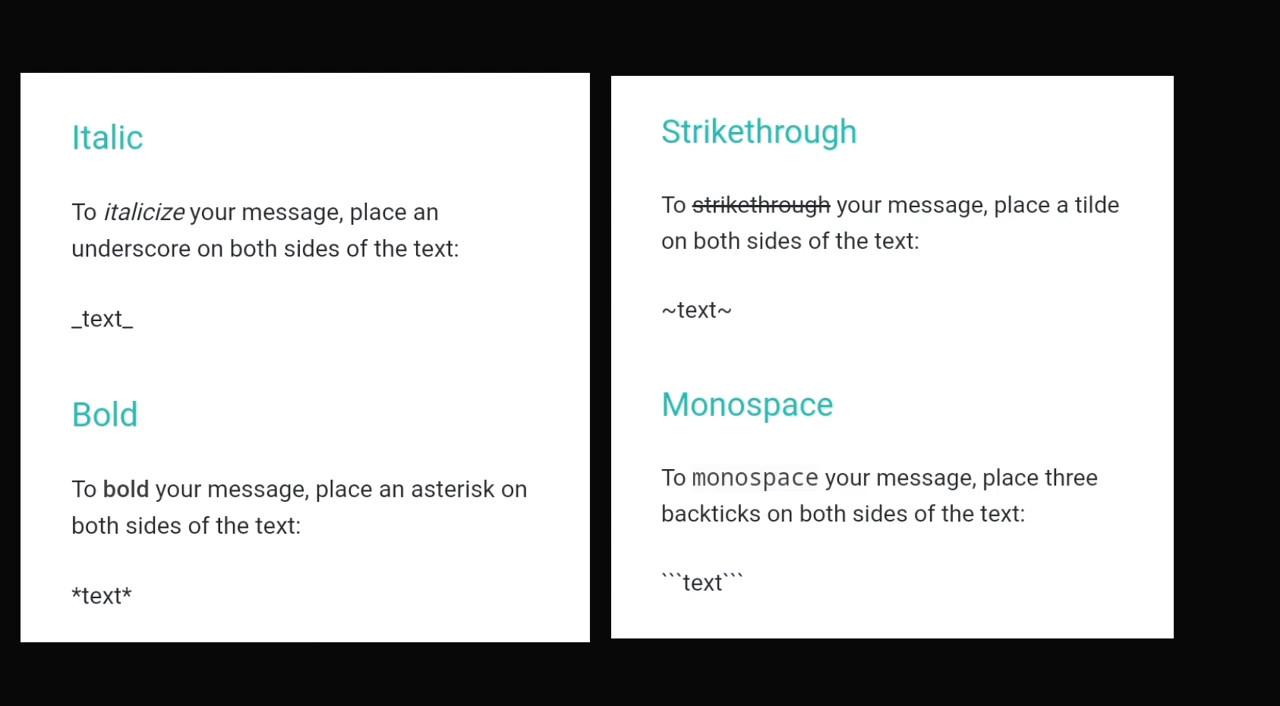 Italic
To italicize your message, place an
underscore on both sides of the text:
_text_
Bold
To bold your message, place an asterisk on
both sides of the text:
*text*
Strikethrough
To strikethrough your message, place a tilde
on both sides of the text:
~text~
Monospace
To monospace your message, place three
backticks on both sides of the text:
```text```